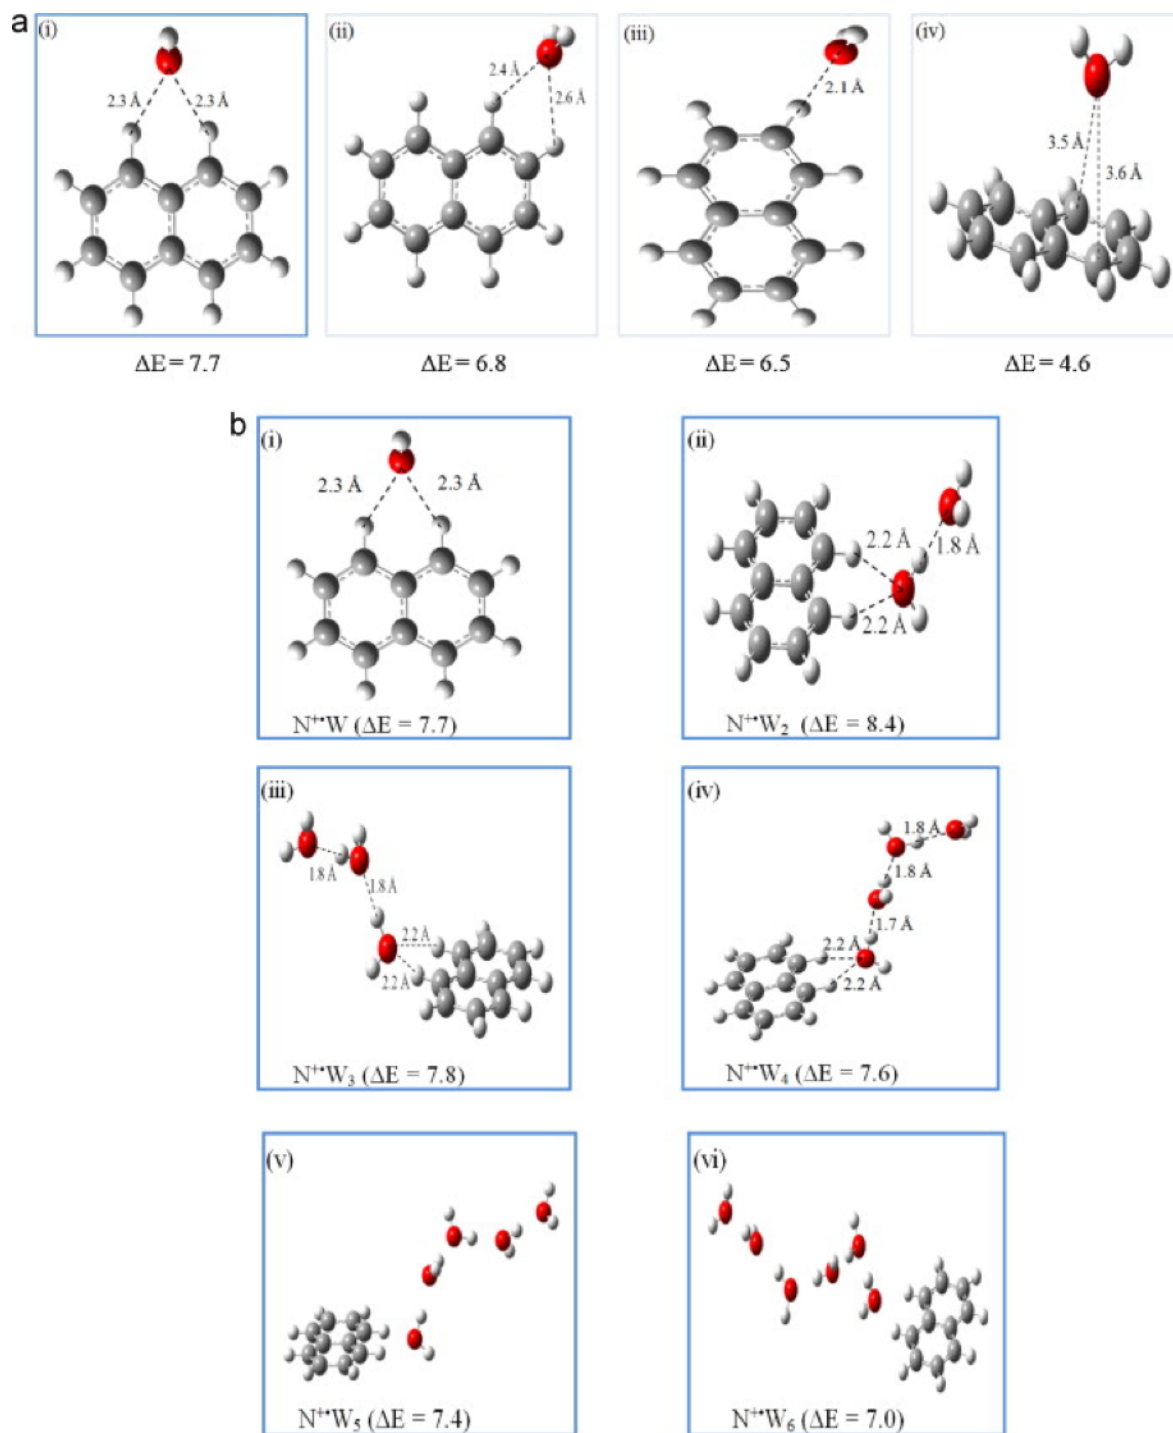 a
(i)
2.3 Å
2.3 Å
ΔE = 7.7
(ii)
2.4 Å
2.6 Å
ΔE = 6.8
(iii)
2.1 Å
ΔE = 6.5
(iv)
3.5 Å
3.6 Å
ΔE = 4.6
b
(i)
2.3 Å
2.3 Å
N⁺•W (ΔE = 7.7)
(ii)
2.2 Å
1.8 Å
2.2 Å
N⁺•W₂ (ΔE = 8.4)
(iii)
1.8 Å
1.8 Å
2.2 Å
2.2 Å
N⁺•W₃ (ΔE = 7.8)
(iv)
1.8 Å
1.8 Å
1.7 Å
2.2 Å
2.2 Å
N⁺•W₄ (ΔE = 7.6)
(v)
N⁺•W₅ (ΔE = 7.4)
(vi)
N⁺•W₆ (ΔE = 7.0)